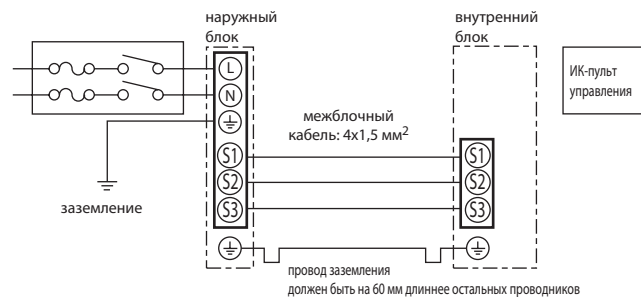 наружный
блок
внутренний
блок
L
N
ИК-пульт
управления
межблочный
кабель: 4x1,5 мм²
S1
S2
S3
S1
S2
S3
заземление
провод заземления
должен быть на 60 мм длиннее остальных проводников